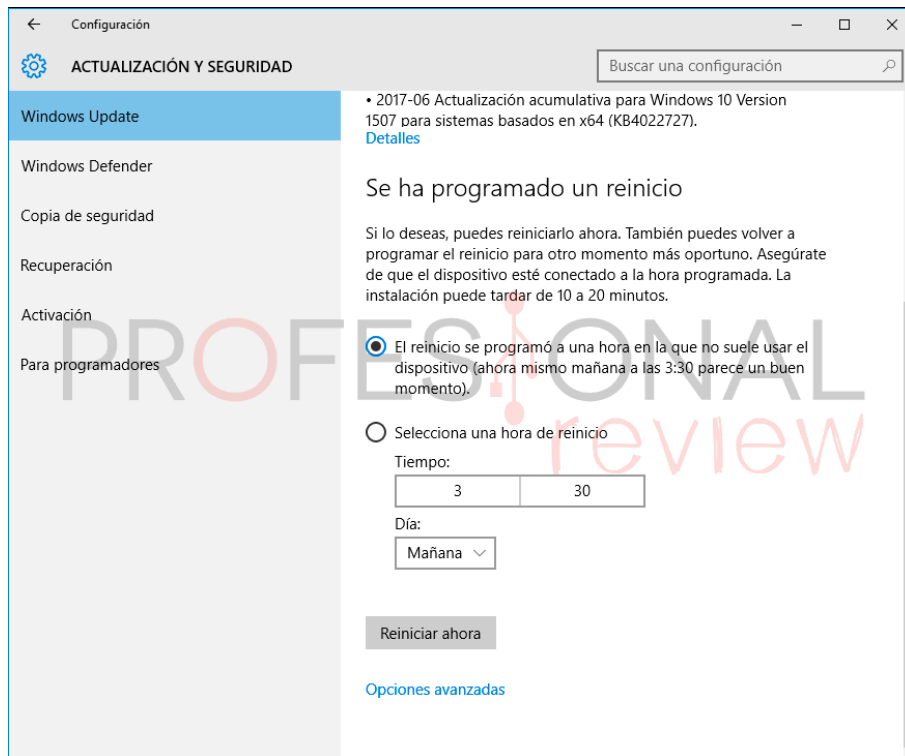 Configuración
ACTUALIZACIÓN Y SEGURIDAD
Buscar una configuración
Windows Update
Windows Defender
Copia de seguridad
Recuperación
Activación
Para programadores
• 2017-06 Actualización acumulativa para Windows 10 Version
1507 para sistemas basados en x64 (KB4022727).
Detalles
Se ha programado un reinicio
Si lo deseas, puedes reiniciarlo ahora. También puedes volver a
programar el reinicio para otro momento más oportuno. Asegúrate
de que el dispositivo esté conectado a la hora programada. La
instalación puede tardar de 10 a 20 minutos.
El reinicio se programó a una hora en la que no suele usar el
dispositivo (ahora mismo mañana a las 3:30 parece un buen
momento).
Selecciona una hora de reinicio
Tiempo:
3 30
Día:
Mañana
Reiniciar ahora
Opciones avanzadas
PROFESIONAL
review